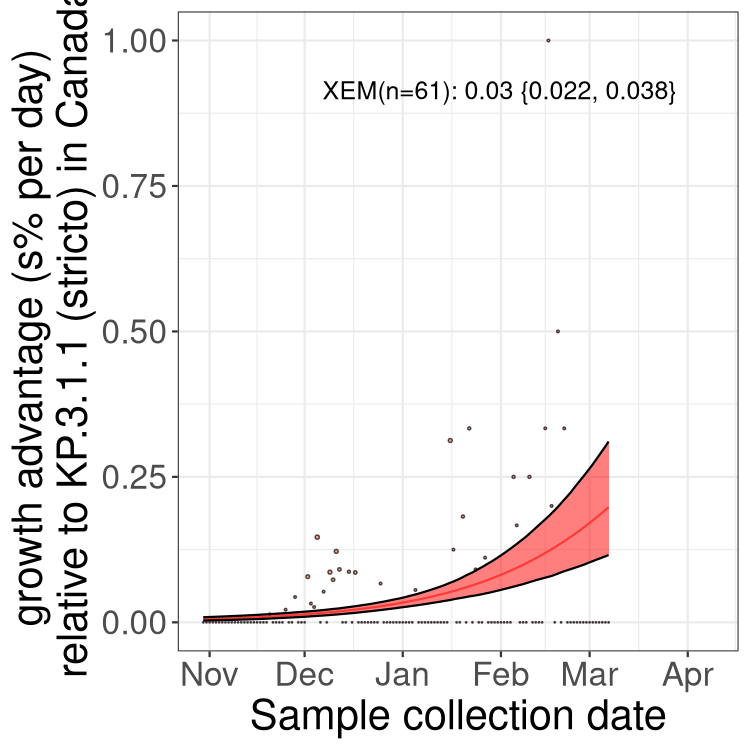 growth advantage (s% per day)
relative to KP.3.1.1 (stricto) in Canada
1.00
0.75
0.50
0.25
0.00
XEM(n=61): 0.03 {0.022, 0.038}
Nov Dec Jan Feb Mar Apr
Sample collection date